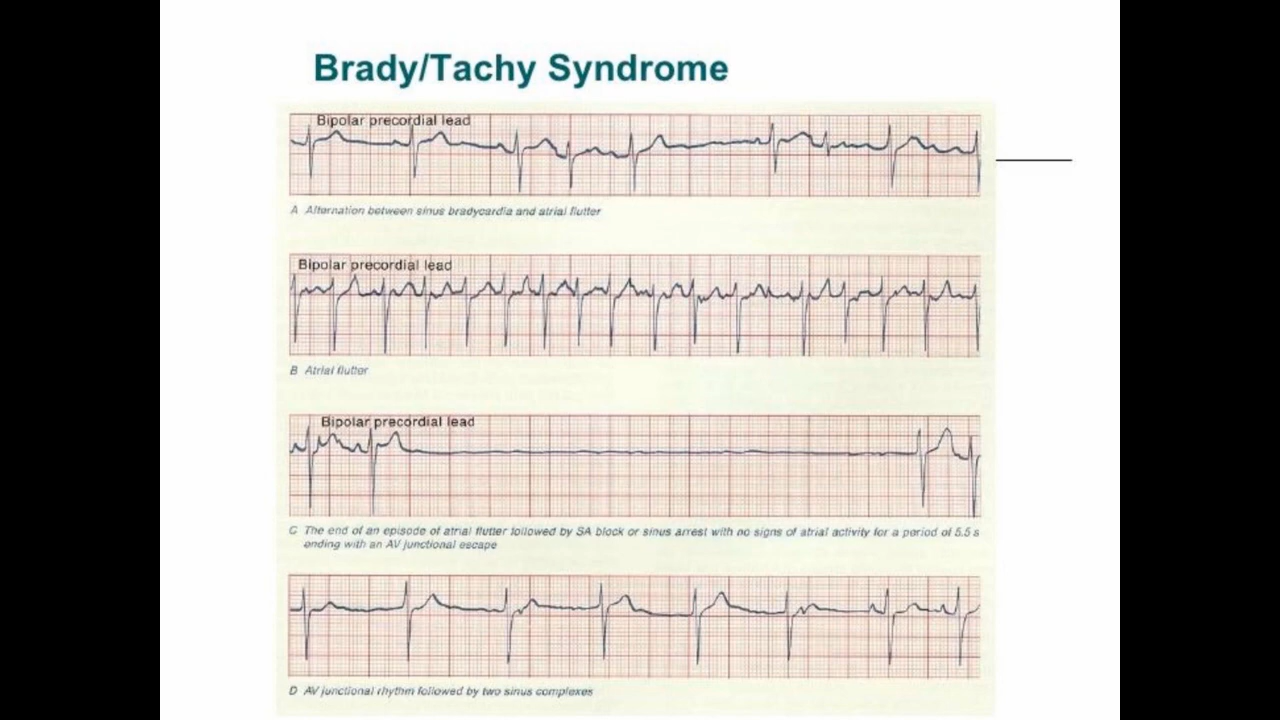 Brady/Tachy Syndrome
Bipolar precordial lead
A Alternation between sinus bradycardia and atrial flutter
Bipolar precordial lead
B Atrial flutter
Bipolar precordial lead
C The end of an episode of atrial flutter followed by SA block or sinus arrest with no signs of atrial activity for a period of 5.5 s
ending with an AV junctional escape
D AV junctional rhythm followed by two sinus complexes